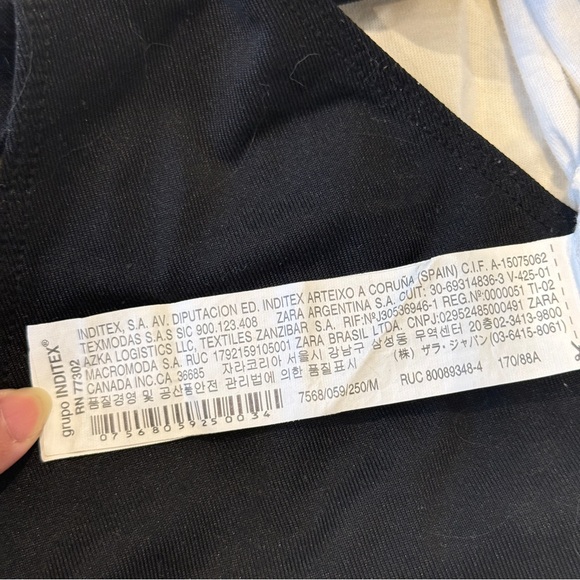 grupo INDITEX®
RN 77302
INDITEX, S.A. AV. DIPUTACION ED. INDITEX ARTEIXO A CORUÑA (SPAIN) C.I.F. A-15075062
TEXMODAS S.A.S SIC 900.123.408 ZARA ARGENTINA S.A. CUIT: 30-69314836-3 V-425-01
AZKA LOGISTICS LLC, TEXTILES ZANZIBAR S.A. RIF:Nº:J30536946-1 REG.Nº:0000051 TI-02
MACROMODA S.A. RUC 1792159105001 ZARA BRASIL LTDA. CNPJ:02952485000491 ZARA
CANADA INC.CA 36685 자라코리아 서울시 강남구 삼성동 무역센터 20층 02-3413-9800
품질경영 및 공산품안전 관리법에 의한 품질표시 (株) ザラ・ジャパン (03-6415-8061)
7568/059/250/M RUC 80089348-4 170/88A
07568059250034